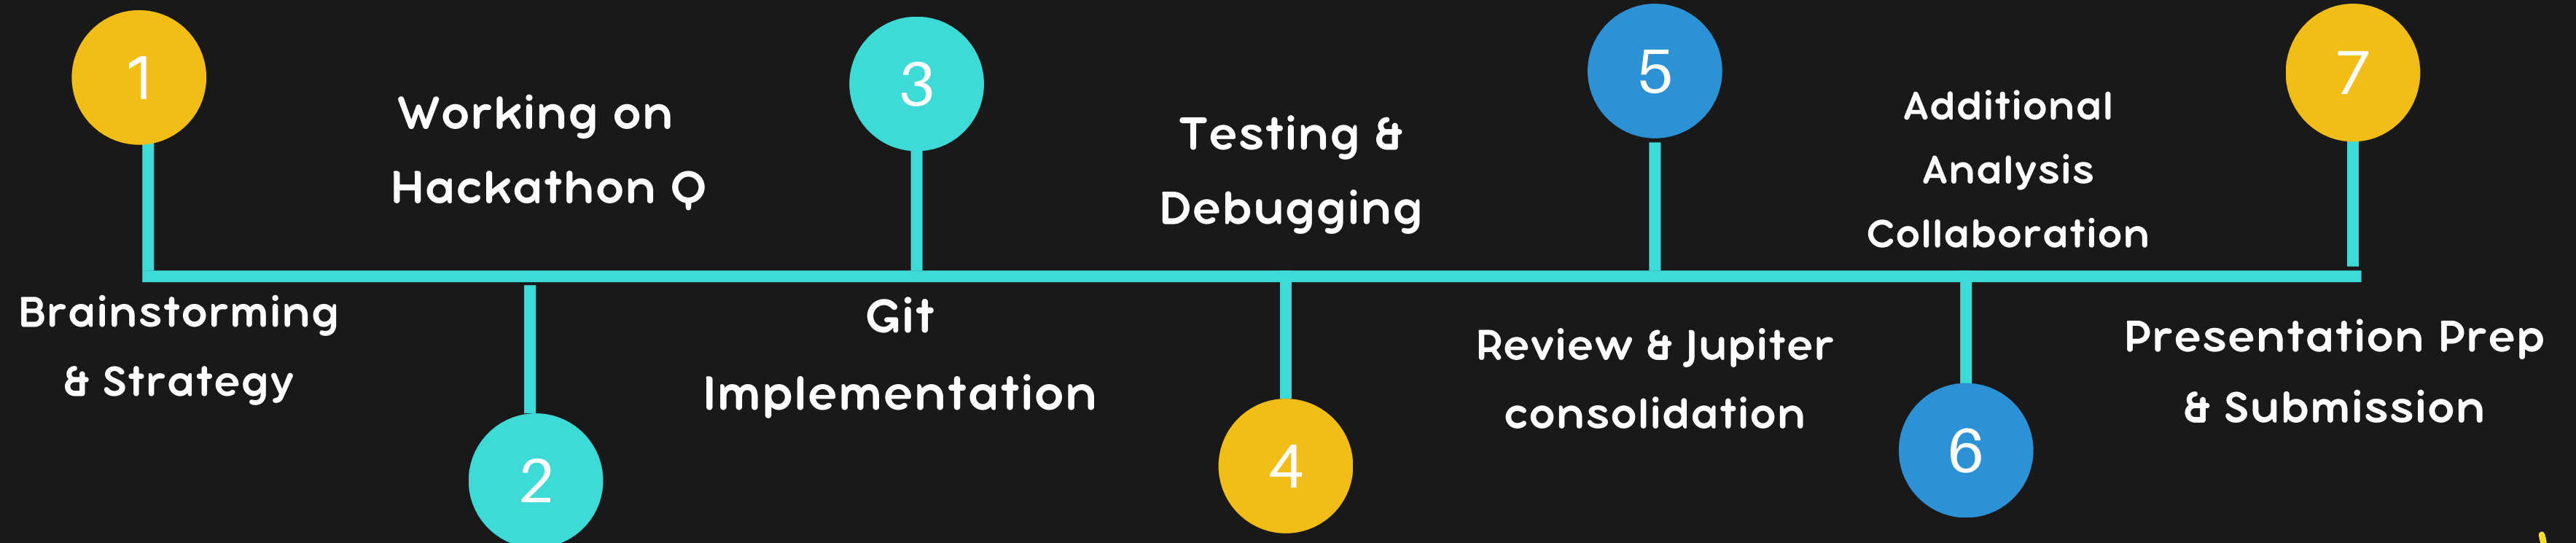 1
Brainstorming
& Strategy
Working on
Hackathon Q
2
3
Git
Implementation
Testing &
Debugging
4
5
Review & Jupiter
consolidation
Additional
Analysis
Collaboration
6
7
Presentation Prep
& Submission